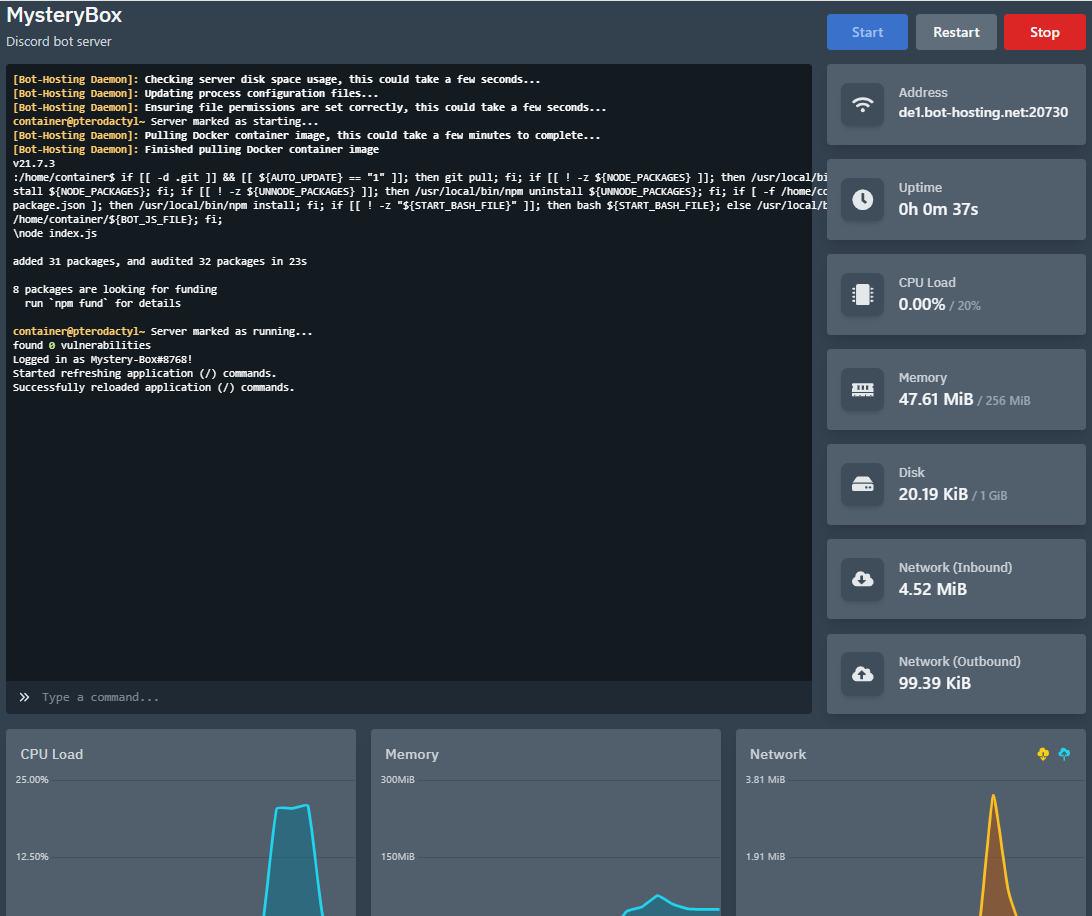 MysteryBox
Discord bot server
Start
Restart
Stop
[Bot-Hosting Daemon]: Checking server disk space usage, this could take a few seconds...
[Bot-Hosting Daemon]: Updating process configuration files...
[Bot-Hosting Daemon]: Ensuring file permissions are set correctly, this could take a few seconds...
container@pterodactyl~ Server marked as starting...
[Bot-Hosting Daemon]: Pulling Docker container image, this could take a few minutes to complete...
[Bot-Hosting Daemon]: Finished pulling Docker container image
v21.7.3
:/home/container$ if [[ -d .git ]] && [[ ${AUTO_UPDATE} == "1" ]]; then git pull; fi; if [[ ! -z ${NODE_PACKAGES} ]]; then /usr/local/bi
stall ${NODE_PACKAGES}; fi; if [[ ! -z ${UNNODE_PACKAGES} ]]; then /usr/local/bin/npm uninstall ${UNNODE_PACKAGES}; fi; if [ -f /home/co
package.json ]; then /usr/local/bin/npm install; fi; if [[ ! -z "${START_BASH_FILE}" ]]; then bash ${START_BASH_FILE}; else /usr/local/b
/home/container/${BOT_JS_FILE}; fi;
\node index.js
added 31 packages, and audited 32 packages in 23s
8 packages are looking for funding
run `npm fund` for details
container@pterodactyl~ Server marked as running...
found 0 vulnerabilities
Logged in as Mystery-Box#8768!
Started refreshing application (/) commands.
Successfully reloaded application (/) commands.
Type a command...
Address
de1.bot-hosting.net:20730
Uptime
0h 0m 37s
CPU Load
0.00% / 20%
Memory
47.61 MiB / 256 MiB
Disk
20.19 KiB / 1 GiB
Network (Inbound)
4.52 MiB
Network (Outbound)
99.39 KiB
CPU Load
25.00%
12.50%
Memory
300MiB
150MiB
Network
3.81 MiB
1.91 MiB